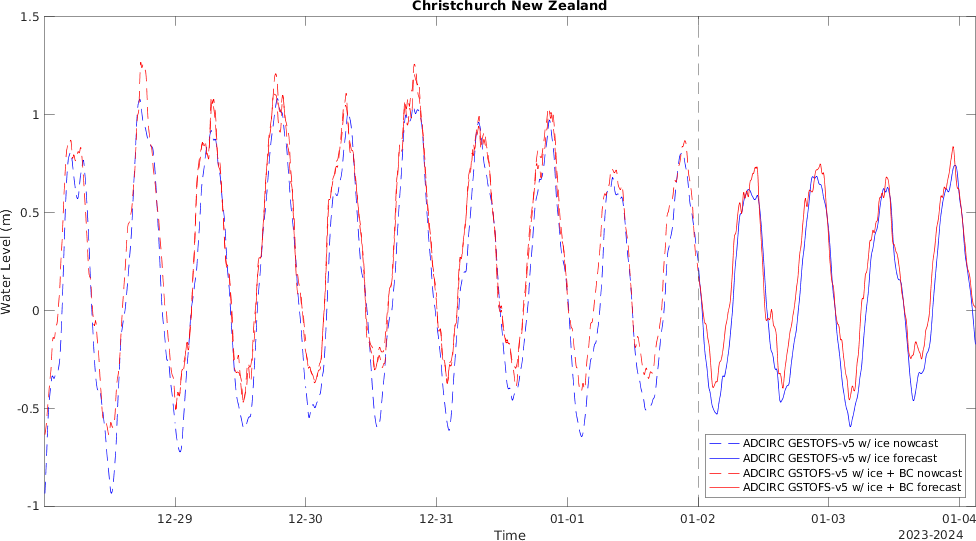 Christchurch New Zealand
1.5
1
0.5
0
-0.5
-1
Water Level (m)
ADCIRC GESTOFS-v5 w/ ice nowcast
ADCIRC GESTOFS-v5 w/ ice forecast
ADCIRC GSTOFS-v5 w/ ice + BC nowcast
ADCIRC GSTOFS-v5 w/ ice + BC forecast
12-29 12-30 12-31 01-01 01-02 01-03 01-04
Time
2023-2024